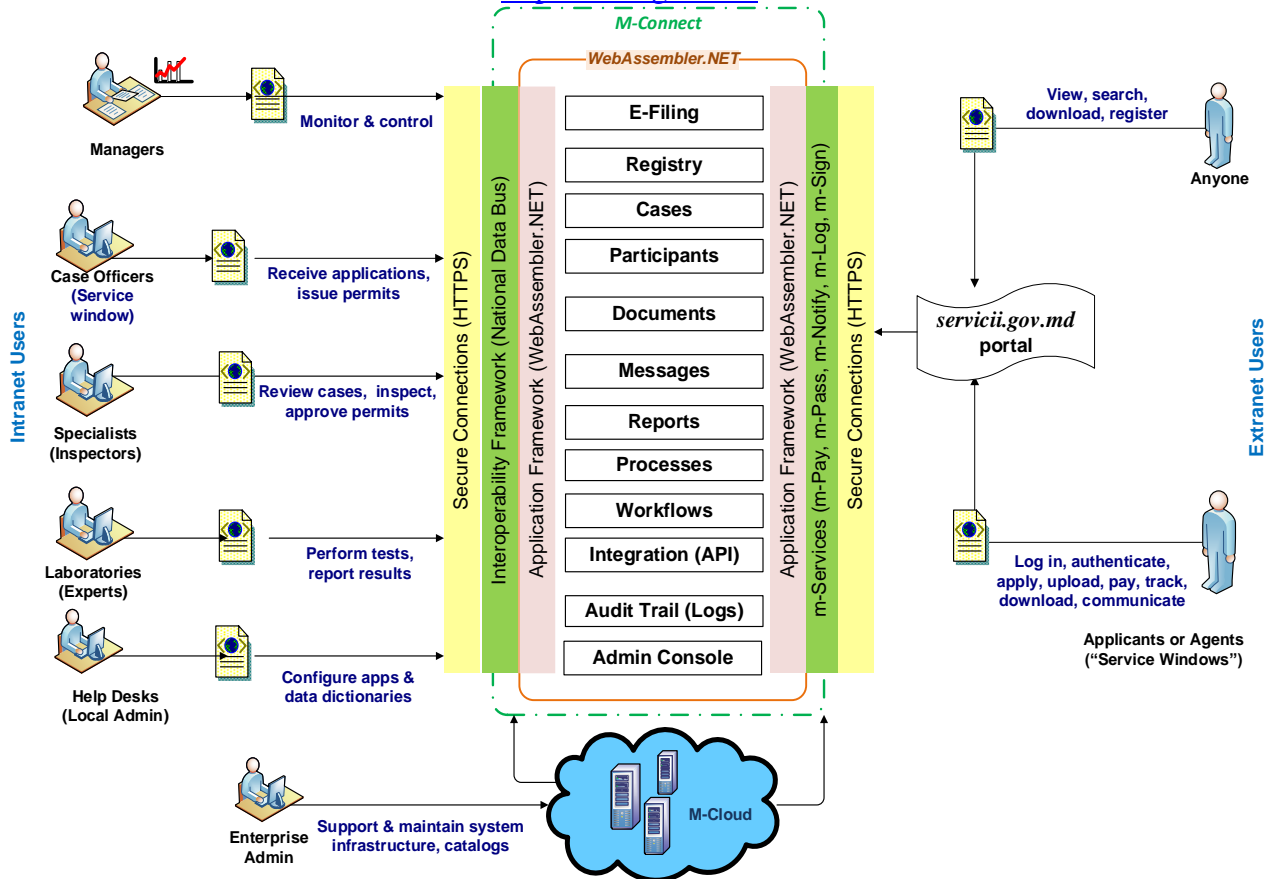 M-Connect
WebAssembler.NET
Managers
Monitor & control
Case Officers
(Service
window)
Receive applications,
issue permits
Intranet Users
Specialists
(Inspectors)
Review cases, inspect,
approve permits
Laboratories
(Experts)
Perform tests,
report results
Help Desks
(Local Admin)
Configure apps &
data dictionaries
Enterprise
Admin
Support & maintain system
infrastructure, catalogs
Secure Connections (HTTPS)
Interoperability Framework (National Data Bus)
Application Framework (WebAssembler.NET)
E-Filing
Registry
Cases
Participants
Documents
Messages
Reports
Processes
Workflows
Integration (API)
Audit Trail (Logs)
Admin Console
Application Framework (WebAssembler.NET)
m-Services (m-Pay, m-Pass, m-Notify, m-Log, m-Sign)
Secure Connections (HTTPS)
M-Cloud
View, search,
download, register
Anyone
servicii.gov.md
portal
Extranet Users
Log in, authenticate,
apply, upload, pay, track,
download, communicate
Applicants or Agents
(“Service Windows”)